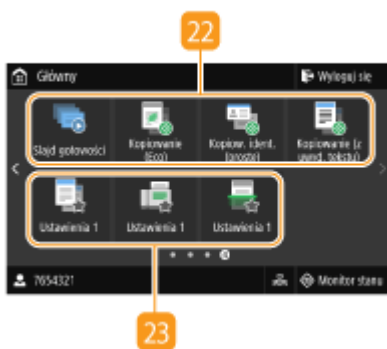 22
Główny Wyloguj się
Slajd gotowości Kopiowanie (Eco) Kopiow. ident. (proste) Kopiowanie (z uwyd. tekstu)
Ustawienia 1 Ustawienia 1 Ustawienia 1
7654321 Monitor stanu
23